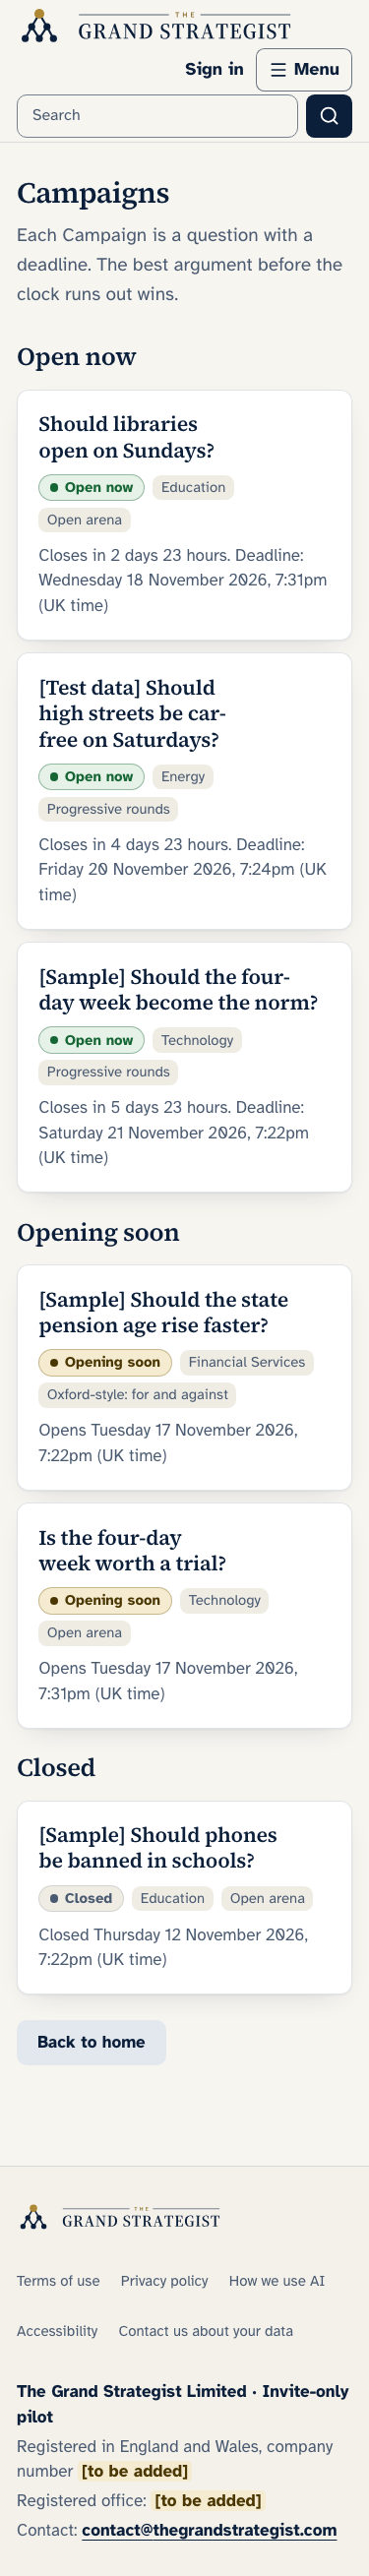 THE
GRAND STRATEGIST
Sign in
Menu
Search
Campaigns
Each Campaign is a question with a
deadline. The best argument before the
clock runs out wins.
Open now
Should libraries
open on Sundays?
Open now
Education
Open arena
Closes in 2 days 23 hours. Deadline:
Wednesday 18 November 2026, 7:31pm
(UK time)
[Test data] Should
high streets be car-
free on Saturdays?
Open now
Energy
Progressive rounds
Closes in 4 days 23 hours. Deadline:
Friday 20 November 2026, 7:24pm (UK
time)
[Sample] Should the four-
day week become the norm?
Open now
Technology
Progressive rounds
Closes in 5 days 23 hours. Deadline:
Saturday 21 November 2026, 7:22pm
(UK time)
Opening soon
[Sample] Should the state
pension age rise faster?
Opening soon
Financial Services
Oxford-style: for and against
Opens Tuesday 17 November 2026,
7:22pm (UK time)
Is the four-day
week worth a trial?
Opening soon
Technology
Open arena
Opens Tuesday 17 November 2026,
7:31pm (UK time)
Closed
[Sample] Should phones
be banned in schools?
Closed
Education
Open arena
Closed Thursday 12 November 2026,
7:22pm (UK time)
Back to home
THE
GRAND STRATEGIST
Terms of use
Privacy policy
How we use AI
Accessibility
Contact us about your data
The Grand Strategist Limited · Invite-only
pilot
Registered in England and Wales, company
number [to be added]
Registered office: [to be added]
Contact: contact@thegrandstrategist.com